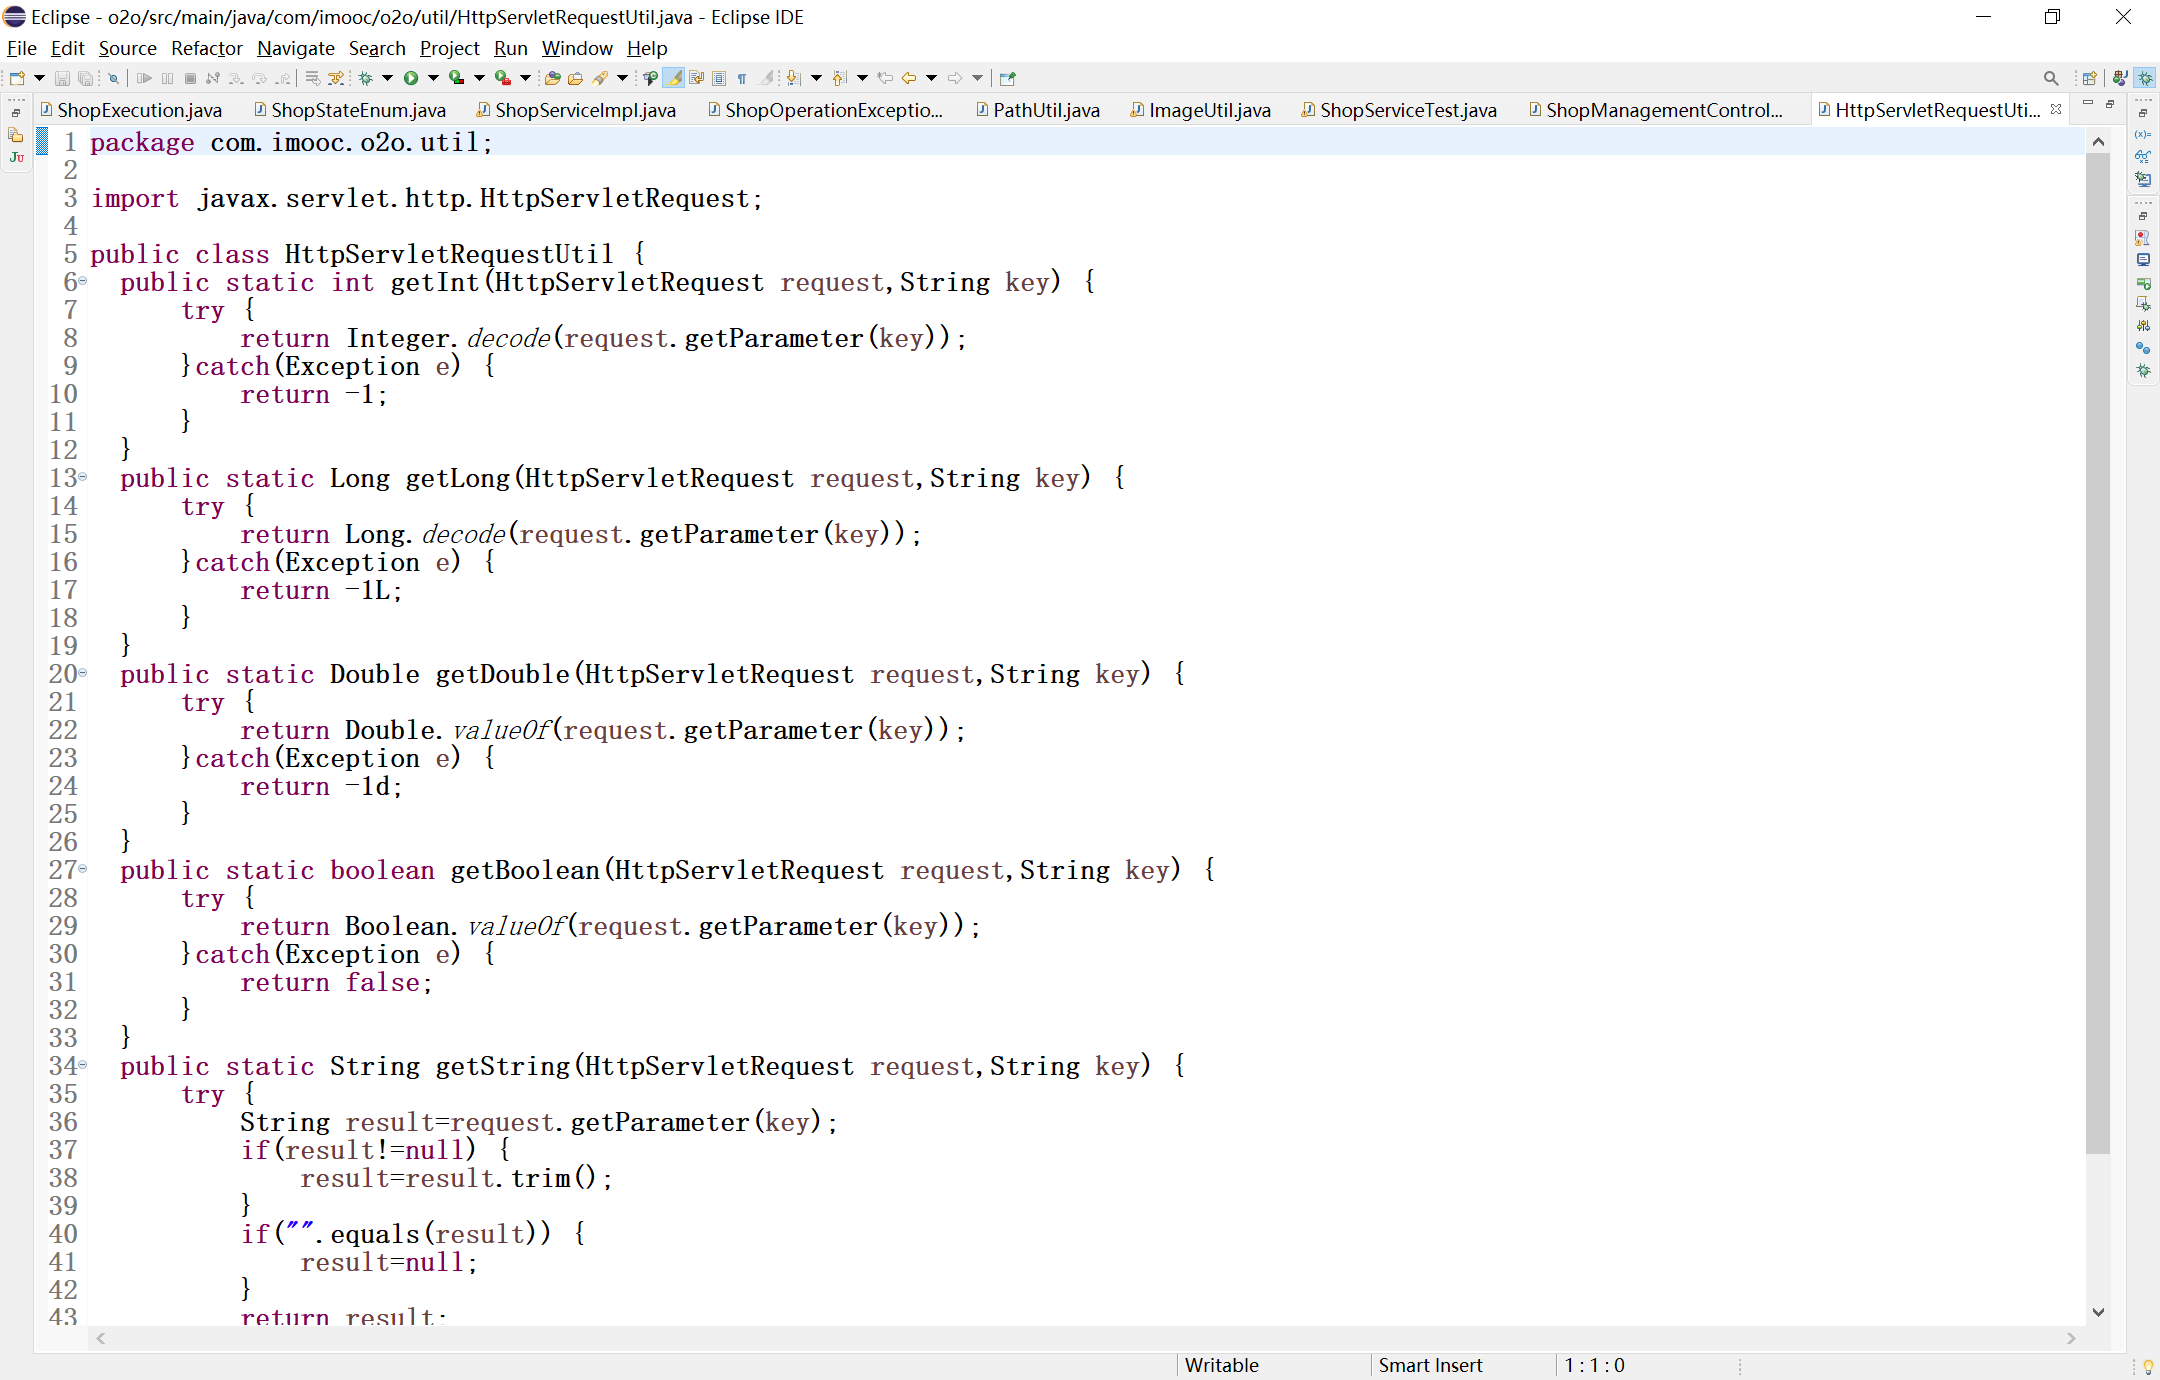 Eclipse - o2o/src/main/java/com/imooc/o2o/util/HttpServletRequestUtil.java - Eclipse IDE
File Edit Source Refactor Navigate Search Project Run Window Help
ShopExecution.java ShopStateEnum.java ShopServiceImpl.java ShopOperationExceptio... PathUtil.java ImageUtil.java ShopServiceTest.java ShopManagementControl... HttpServletRequestUti...
1 package com.imooc.o2o.util;
2
3 import javax.servlet.http.HttpServletRequest;
4
5 public class HttpServletRequestUtil {
6 public static int getInt(HttpServletRequest request,String key) {
7 try {
8 return Integer.decode(request.getParameter(key));
9 }catch(Exception e) {
10 return -1;
11 }
12 }
13 public static Long getLong(HttpServletRequest request,String key) {
14 try {
15 return Long.decode(request.getParameter(key));
16 }catch(Exception e) {
17 return -1L;
18 }
19 }
20 public static Double getDouble(HttpServletRequest request,String key) {
21 try {
22 return Double.valueOf(request.getParameter(key));
23 }catch(Exception e) {
24 return -1d;
25 }
26 }
27 public static boolean getBoolean(HttpServletRequest request,String key) {
28 try {
29 return Boolean.valueOf(request.getParameter(key));
30 }catch(Exception e) {
31 return false;
32 }
33 }
34 public static String getString(HttpServletRequest request,String key) {
35 try {
36 String result=request.getParameter(key);
37 if(result!=null) {
38 result=result.trim();
39 }
40 if("".equals(result)) {
41 result=null;
42 }
43 return result;
Writable Smart Insert 1 : 1 : 0